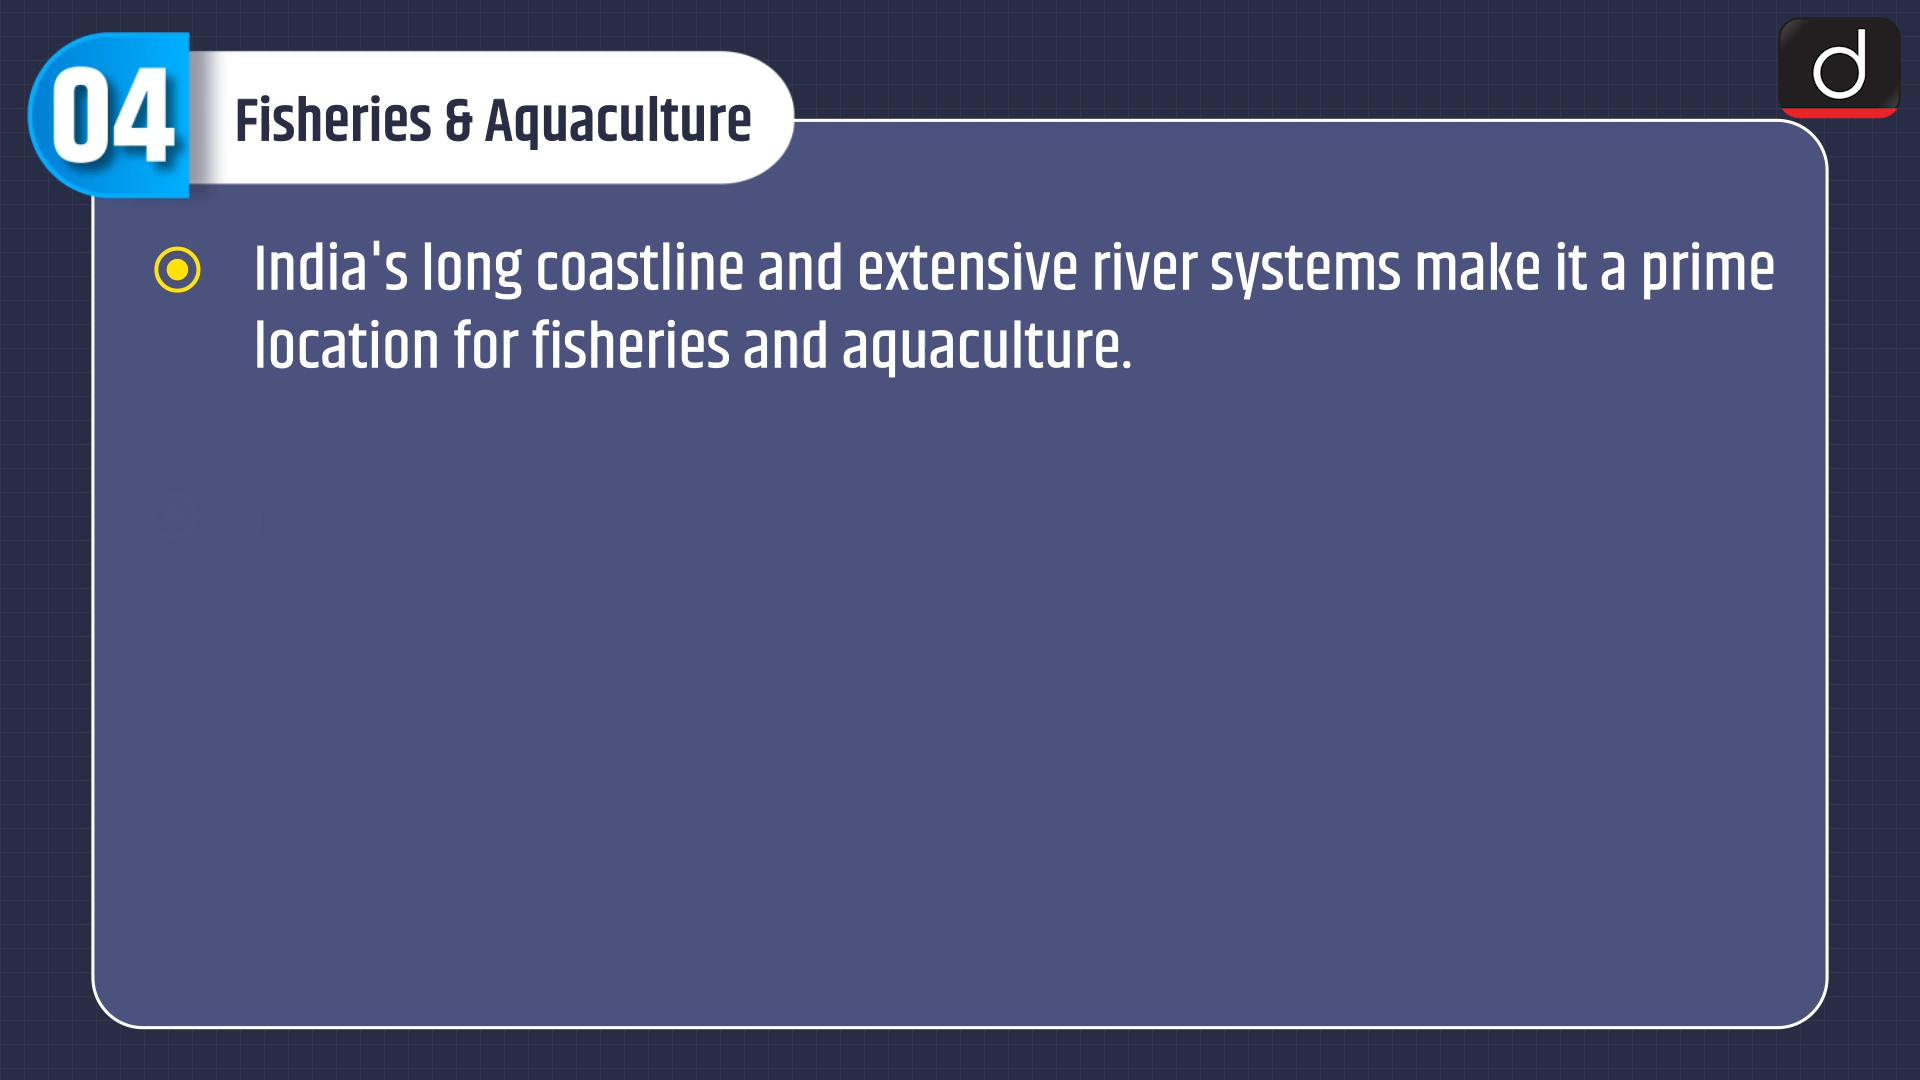 04
Fisheries & Aquaculture
d
India's long coastline and extensive river systems make it a prime
location for fisheries and aquaculture.